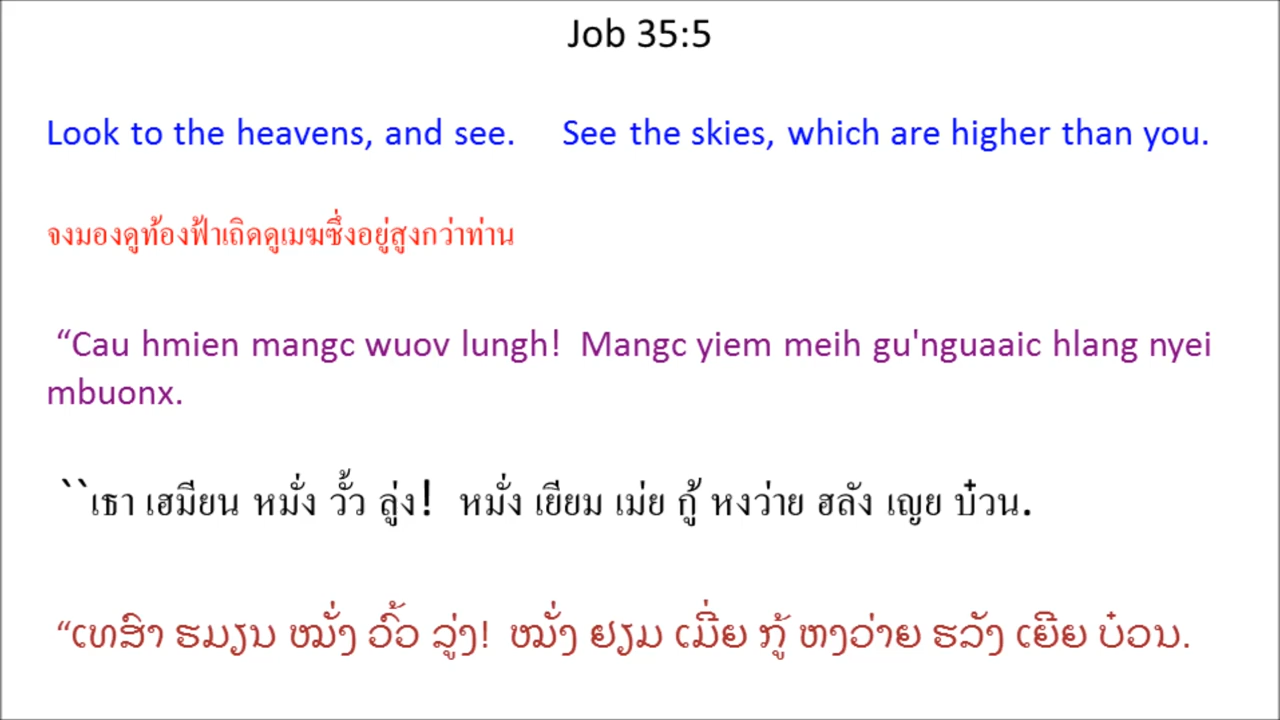 Job 35:5
Look to the heavens, and see. See the skies, which are higher than you.
จงมองดูท้องฟ้าเถิดดูเมฆซึ่งอยู่สูงกว่าท่าน
“Cau hmien mangc wuov lungh! Mangc yiem meih gu'nguaaic hlang nyei
mbuonx.
``เธา เฮมียน หมั่ง วั้ว ลู่ง! หมั่ง เยียม เม่ย กู้ หงว่าย ฮลัง เญย บ๋วน.
“ເທສົາ ຮມຽນ ໝັ່ງ ວົ້ວ ລູ່ງ! ໝັ່ງ ຢຽມ ເມີ່ຍ ກູ້ ຫງວ່າຍ ຮລັງ ເຍີຍ ບ໋ວນ.